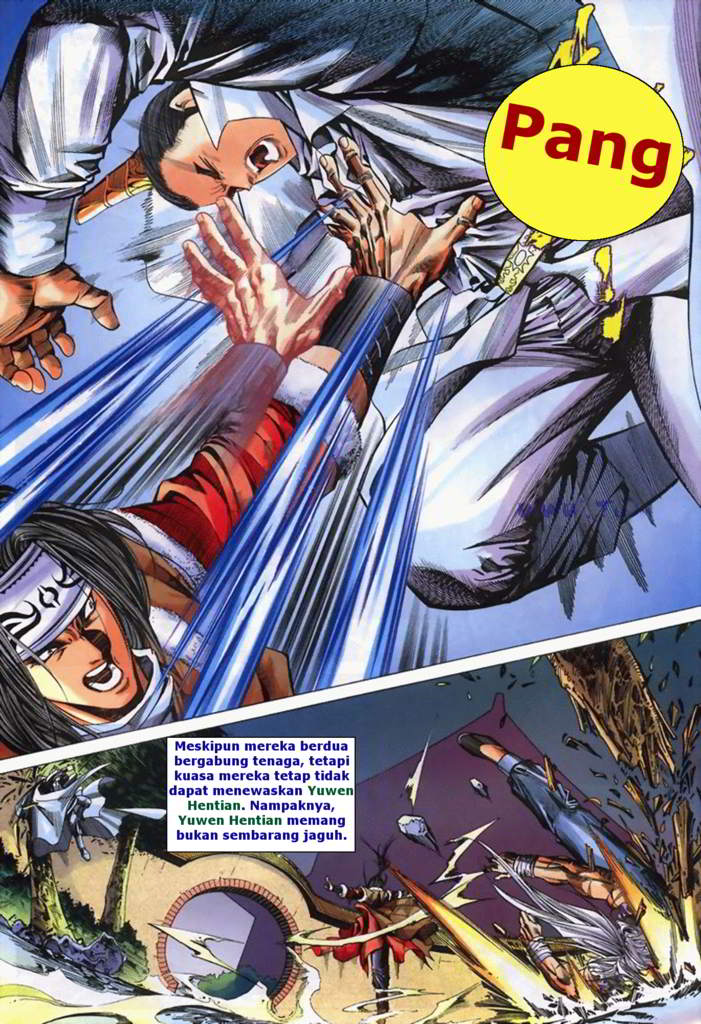 Pang
Meskipun mereka berdua
bergabung tenaga, tetapi
kuasa mereka tetap tidak
dapat menewaskan Yuwen
Hentian. Nampaknya,
Yuwen Hentian memang
bukan sembarang jaguh.